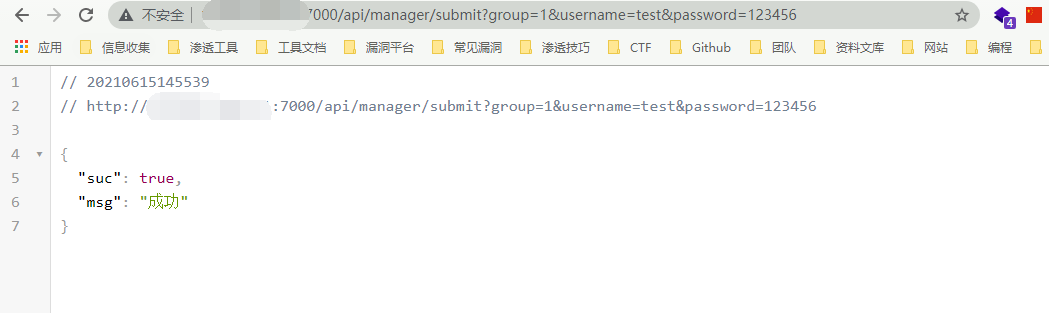 不安全 :7000/api/manager/submit?group=1&username=test&password=123456
4
应用 信息收集 渗透工具 工具文档 漏洞平台 常见漏洞 渗透技巧 CTF Github 团队 资料文库 网站 编程
1 // 20210615145539
2 // http:// :7000/api/manager/submit?group=1&username=test&password=123456
3
4 {
5 "suc": true,
6 "msg": "成功"
7 }